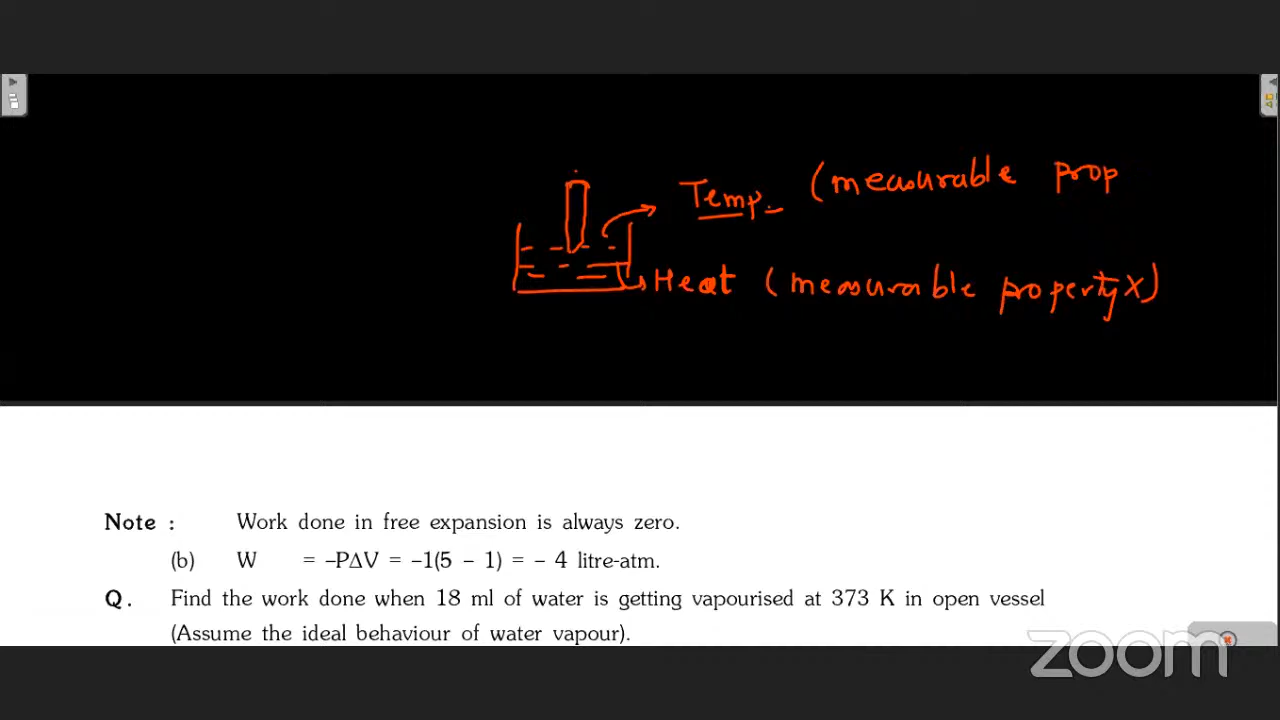 Temp. (measurable prop
Heat (measurable property X)
Note : Work done in free expansion is always zero.
(b) W = –PΔV = –1(5 – 1) = – 4 litre-atm.
Q. Find the work done when 18 ml of water is getting vapourised at 373 K in open vessel
(Assume the ideal behaviour of water vapour).
zoom